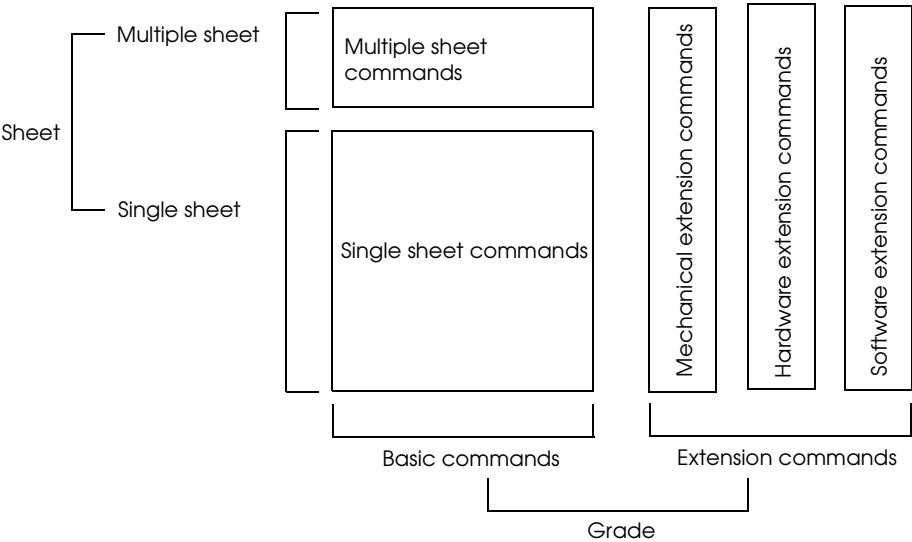 Multiple sheet
Multiple sheet
commands
Sheet
Single sheet
Single sheet commands
Mechanical extension commands
Hardware extension commands
Software extension commands
Basic commands
Extension commands
Grade